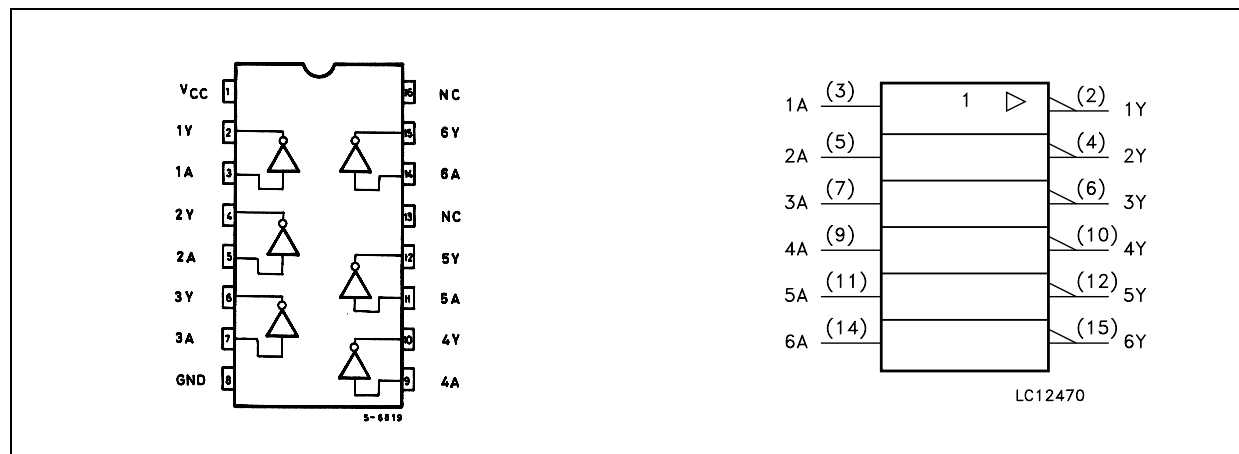 VCC 1 16 NC
1Y 2 15 6Y
1A 3 14 6A
2Y 4 13 NC
2A 5 12 5Y
3Y 6 11 5A
3A 7 10 4Y
GND 8 9 4A
S-6819
1A (3) 1 (2) 1Y
2A (5) (4) 2Y
3A (7) (6) 3Y
4A (9) (10) 4Y
5A (11) (12) 5Y
6A (14) (15) 6Y
LC12470